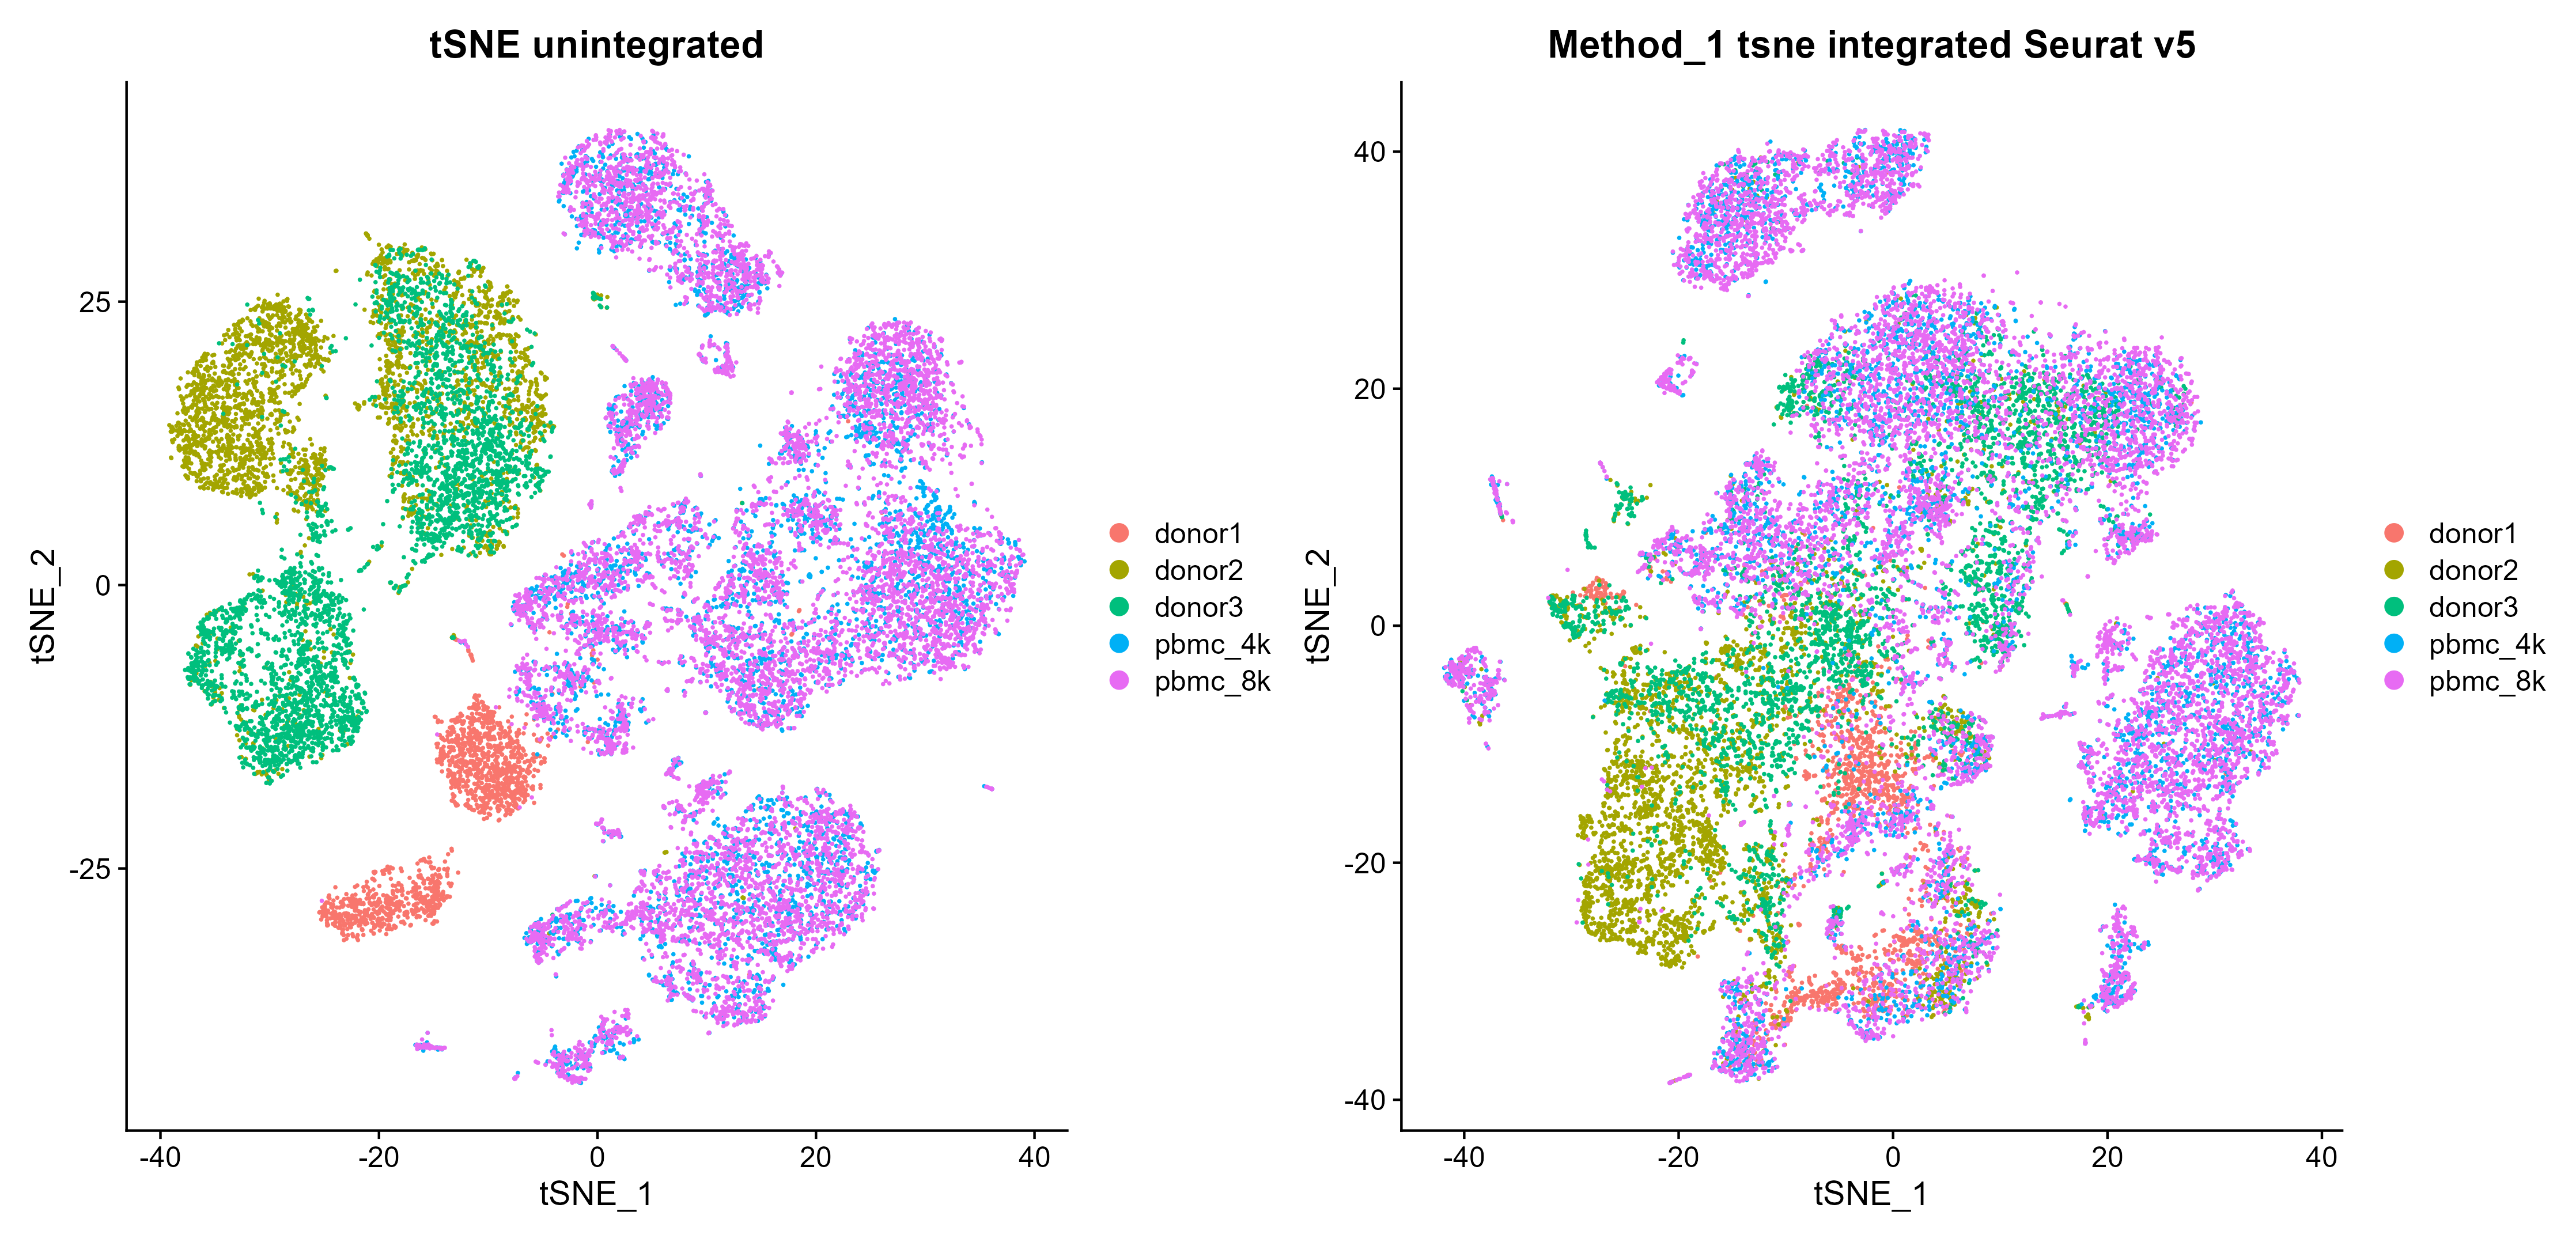 tSNE unintegrated
tSNE_2
25
0
-25
-40
-20
0
20
40
tSNE_1
donor1
donor2
donor3
pbmc_4k
pbmc_8k
Method_1 tsne integrated Seurat v5
tSNE_2
40
20
0
-20
-40
-40
-20
0
20
40
tSNE_1
donor1
donor2
donor3
pbmc_4k
pbmc_8k